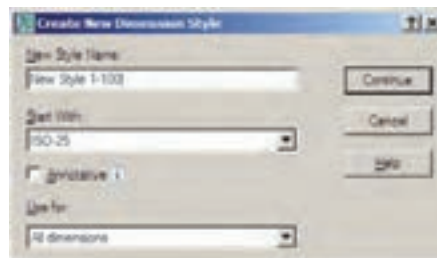 Create New Dimension Style
New Style Name:
New Style 1-100
Continue
Start With:
ISO-25
Cancel
Annotative
Help
Use for:
All dimensions